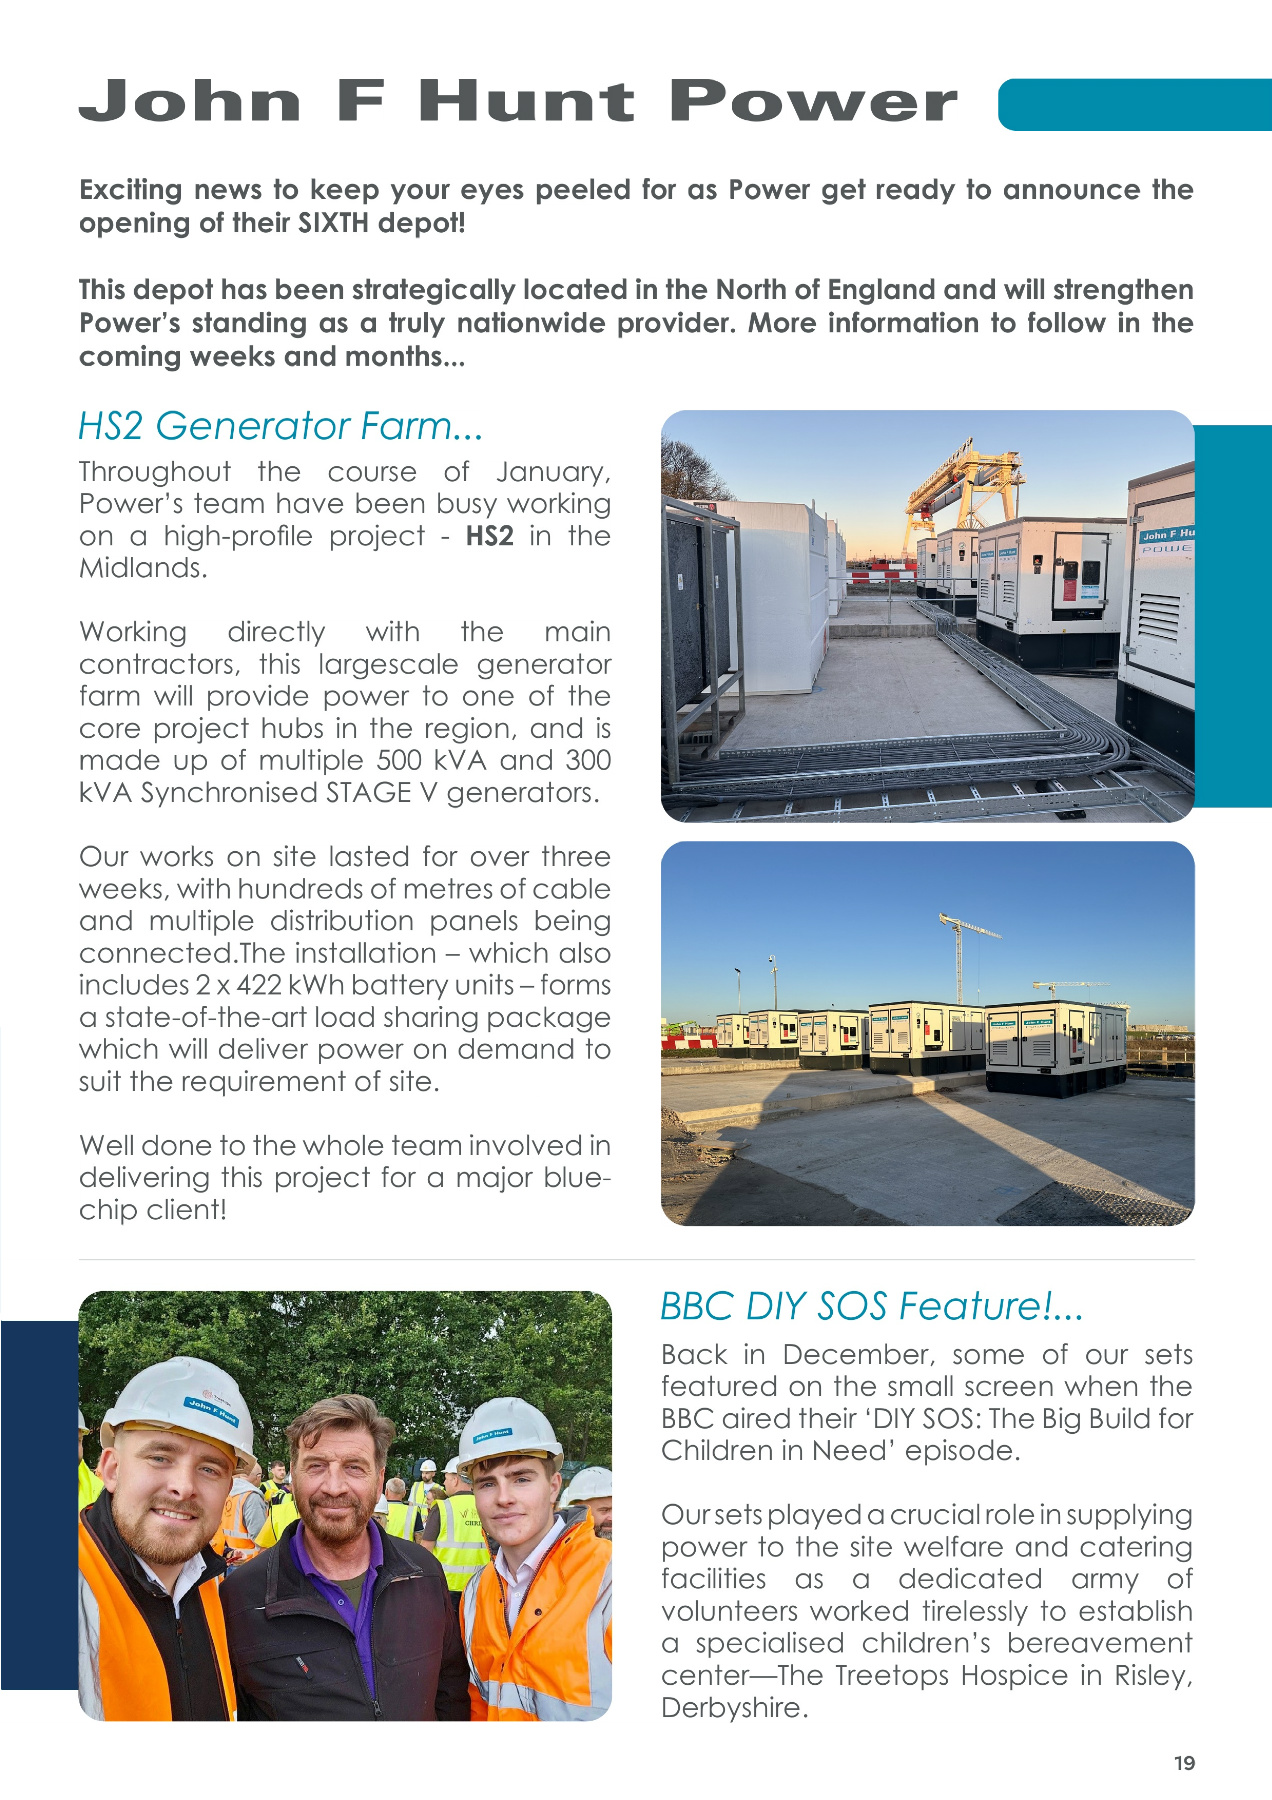 John F Hunt Power
Exciting news to keep your eyes peeled for as Power get ready to announce the
opening of their SIXTH depot!
This depot has been strategically located in the North of England and will strengthen
Power's standing as a truly nationwide provider. More information to follow in the
coming weeks and months...
HS2 Generator Farm...
Throughout the course of January,
Power's team have been busy working
on a high-profile project - HS2 in the
Midlands.
Working directly with the main
contractors, this largescale generator
farm will provide power to one of the
core project hubs in the region, and is
made up of multiple 500 kVA and 300
kVA Synchronised STAGE V generators.
Our works on site lasted for over three
weeks, with hundreds of metres of cable
and multiple distribution panels being
connected.The installation – which also
includes 2 x 422 kWh battery units – forms
a state-of-the-art load sharing package
which will deliver power on demand to
suit the requirement of site.
Well done to the whole team involved in
delivering this project for a major blue-
chip client!
John F Hu
POWE
John F Hunt
John F Hunt
John F Hunt
John F Hunt
John F Hunt
John F Hunt
CHRI
BBC DIY SOS Feature!...
Back in December, some of our sets
featured on the small screen when the
BBC aired their 'DIY SOS: The Big Build for
Children in Need' episode.
Our sets played a crucial role in supplying
power to the site welfare and catering
facilities as a dedicated army of
volunteers worked tirelessly to establish
a specialised children's bereavement
center—The Treetops Hospice in Risley,
Derbyshire.
19